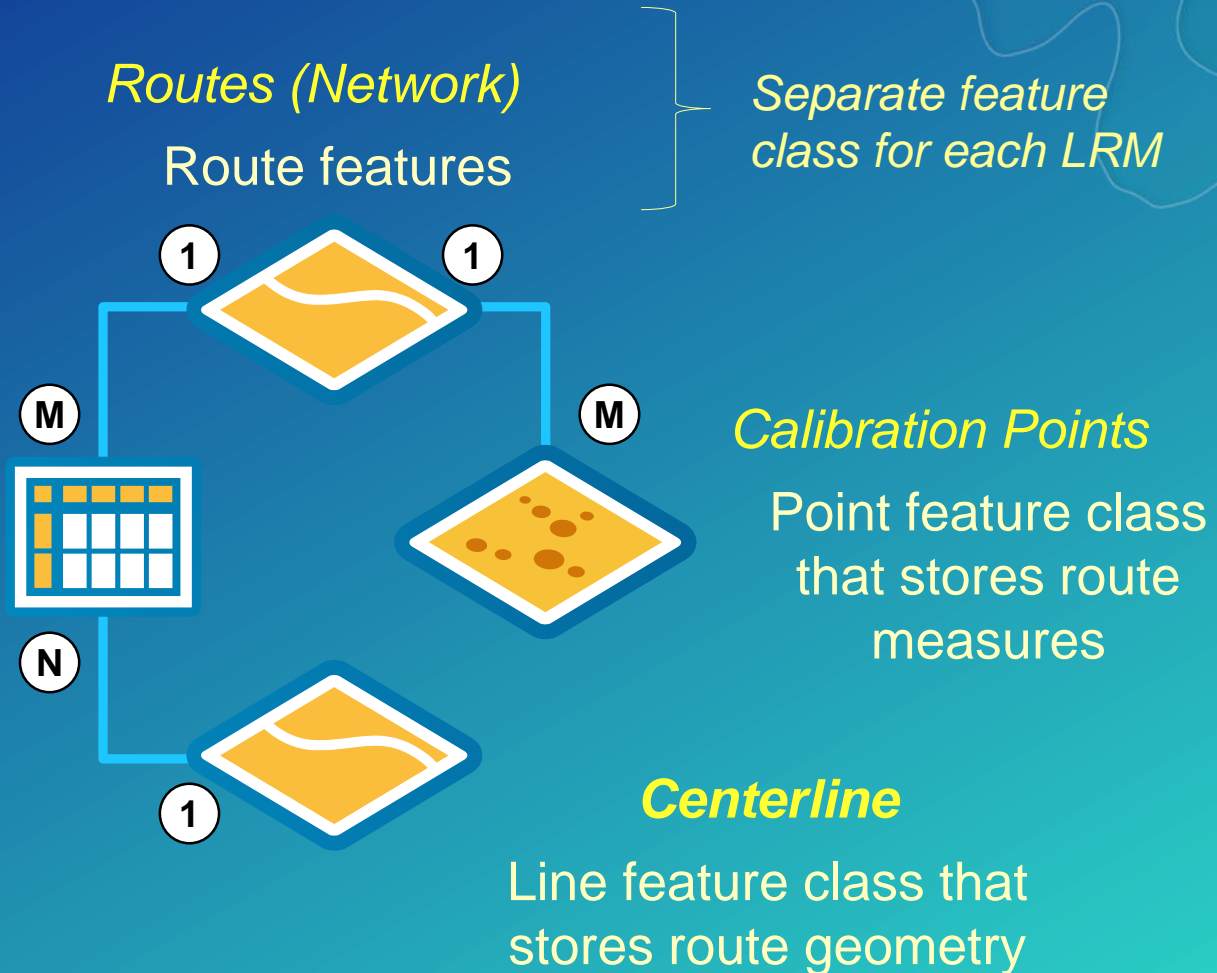 Routes (Network)
Route features
Separate feature
class for each LRM
1
1
M
M
Calibration Points
Point feature class
that stores route
measures
N
1
Centerline
Line feature class that
stores route geometry